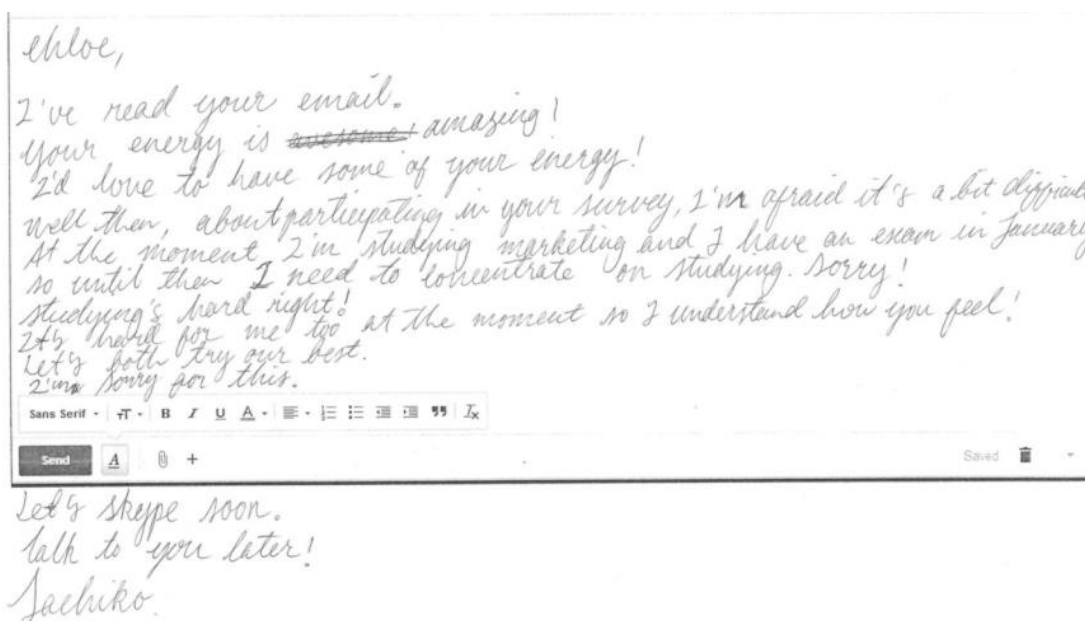 Chloe,
I've read your email.
Your energy is awesome! amazing!
I'd love to have some of your energy!
well then, about participating in your survey, I'm afraid it's a bit difficult
At the moment I'm studying marketing and I have an exam in January
so until then I need to concentrate on studying. Sorry!
studying's hard right!
It's hard for me too at the moment so I understand how you feel!
Let's both try our best.
I'm sorry for this.
Sans Serif
B I U A
Send A
Saved
Let's skype soon.
Talk to you later!
Sachiko.